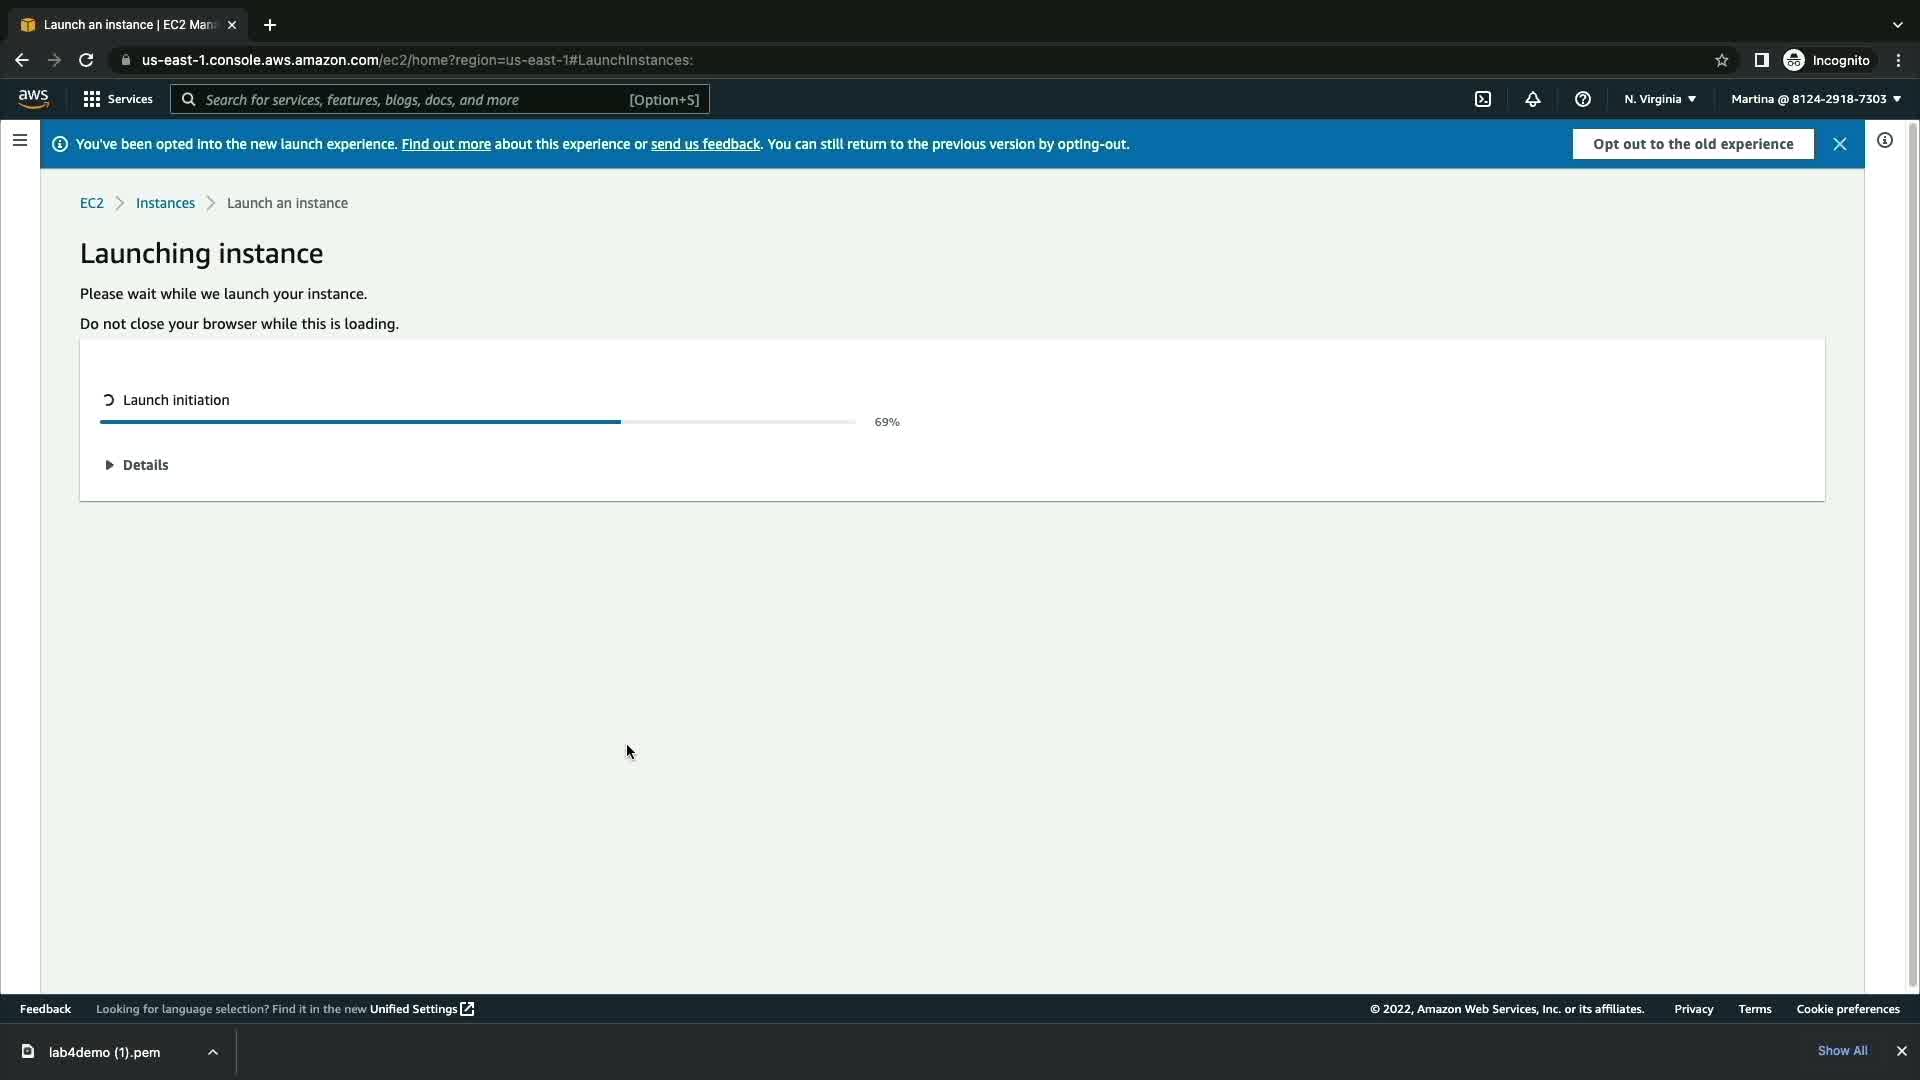 Launch an instance | EC2 Man
us-east-1.console.aws.amazon.com/ec2/home?region=us-east-1#LaunchInstances:
Incognito
aws
Services
Search for services, features, blogs, docs, and more
[Option+S]
N. Virginia
Martina @ 8124-2918-7303
You've been opted into the new launch experience. Find out more about this experience or send us feedback. You can still return to the previous version by opting-out.
Opt out to the old experience
EC2
Instances
Launch an instance
Launching instance
Please wait while we launch your instance.
Do not close your browser while this is loading.
Launch initiation
69%
Details
Feedback
Looking for language selection? Find it in the new Unified Settings
© 2022, Amazon Web Services, Inc. or its affiliates.
Privacy
Terms
Cookie preferences
lab4demo (1).pem
Show All